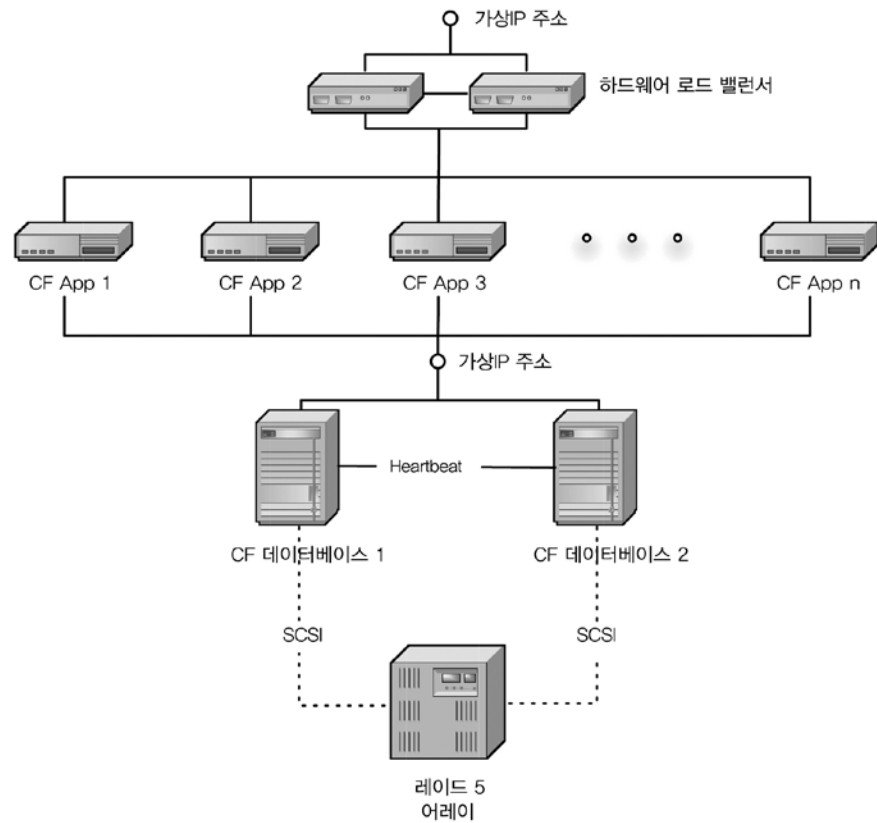 가상IP 주소
하드웨어 로드 밸런서
CF App 1
CF App 2
CF App 3
CF App n
가상IP 주소
Heartbeat
CF 데이터베이스 1
CF 데이터베이스 2
SCSI
SCSI
레이드 5
어레이